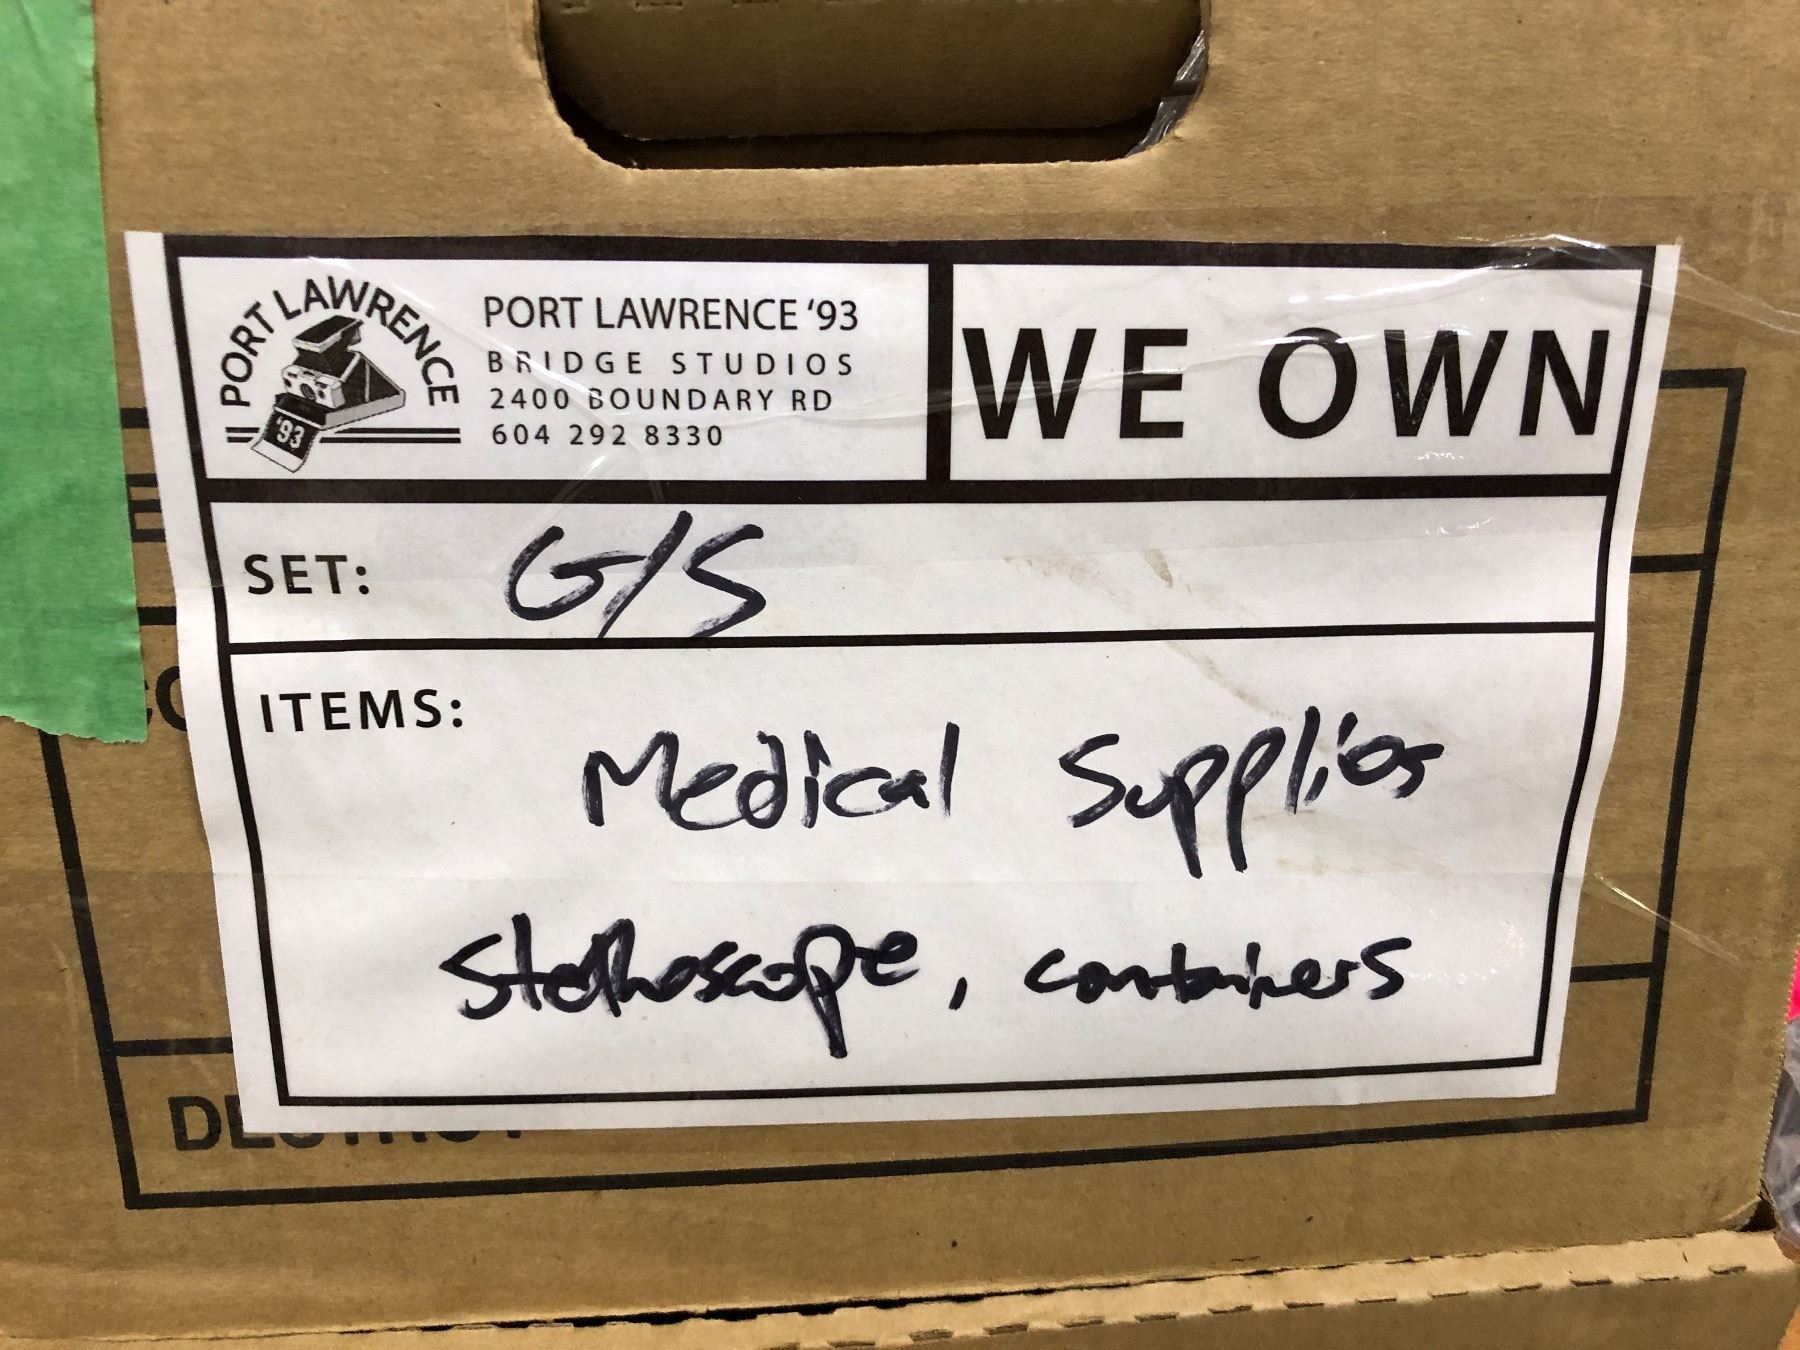 PORT LAWRENCE
'93
PORT LAWRENCE '93
BRIDGE STUDIOS
2400 BOUNDARY RD
604 292 8330
WE OWN
SET: G/S
ITEMS:
Medical Supplies
Stethoscope, containers